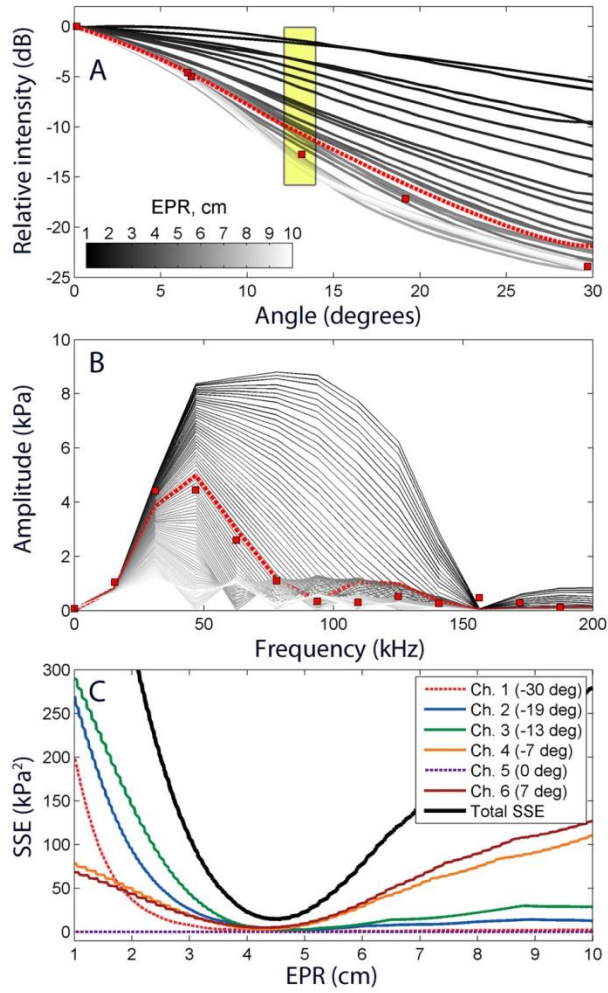 0
-5
-10
-15
-20
-25
Relative intensity (dB)
A
EPR, cm
1 2 3 4 5 6 7 8 9 10
0 5 10 15 20 25 30
Angle (degrees)
10
8
6
4
2
0
Amplitude (kPa)
B
0 50 100 150 200
Frequency (kHz)
300
250
200
150
100
50
0
SSE (kPa²)
C
Ch. 1 (-30 deg)
Ch. 2 (-19 deg)
Ch. 3 (-13 deg)
Ch. 4 (-7 deg)
Ch. 5 (0 deg)
Ch. 6 (7 deg)
Total SSE
1 2 3 4 5 6 7 8 9 10
EPR (cm)